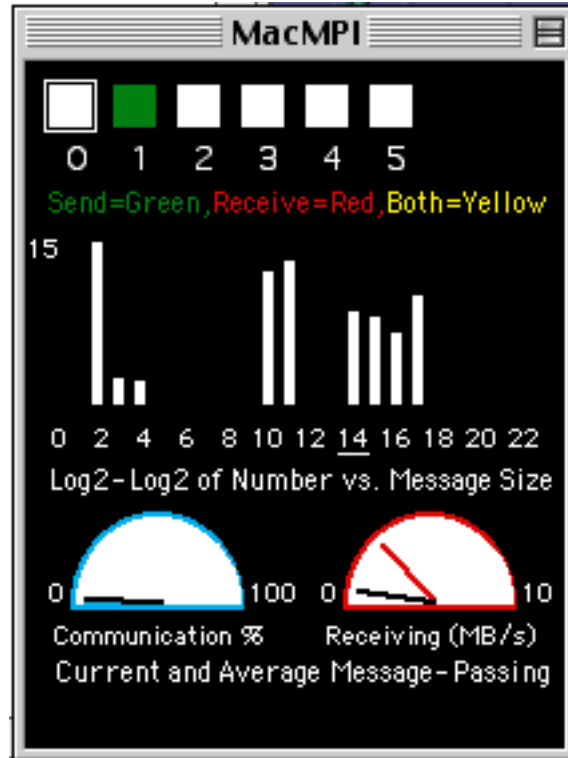 MacMPI
0 1 2 3 4 5
Send=Green,Receive=Red,Both=Yellow
15
0 2 4 6 8 10 12 14 16 18 20 22
Log2-Log2 of Number vs. Message Size
0 100 0 10
Communication % Receiving (MB/s)
Current and Average Message-Passing